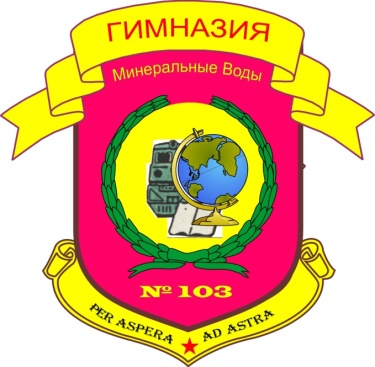 ГИМНАЗИЯ
Минеральные Воды
№ 103
PER ASPERA AD ASTRA